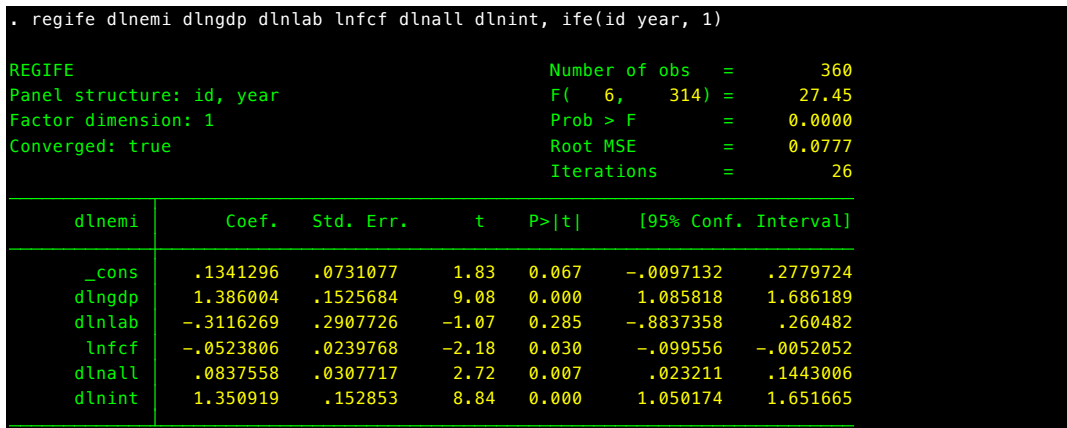 . regife dlnemi dlngdp dlnlab lnfcf dlnall dlnint, ife(id year, 1)
REGIFE Number of obs = 360
Panel structure: id, year F( 6, 314) = 27.45
Factor dimension: 1 Prob > F = 0.0000
Converged: true Root MSE = 0.0777
Iterations = 26
dlnemi Coef. Std. Err. t P>|t| [95% Conf. Interval]
_cons .1341296 .0731077 1.83 0.067 -.0097132 .2779724
dlngdp 1.386004 .1525684 9.08 0.000 1.085818 1.686189
dlnlab -.3116269 .2907726 -1.07 0.285 -.8837358 .260482
lnfcf -.0523806 .0239768 -2.18 0.030 -.099556 -.0052052
dlnall .0837558 .0307717 2.72 0.007 .023211 .1443006
dlnint 1.350919 .152853 8.84 0.000 1.050174 1.651665